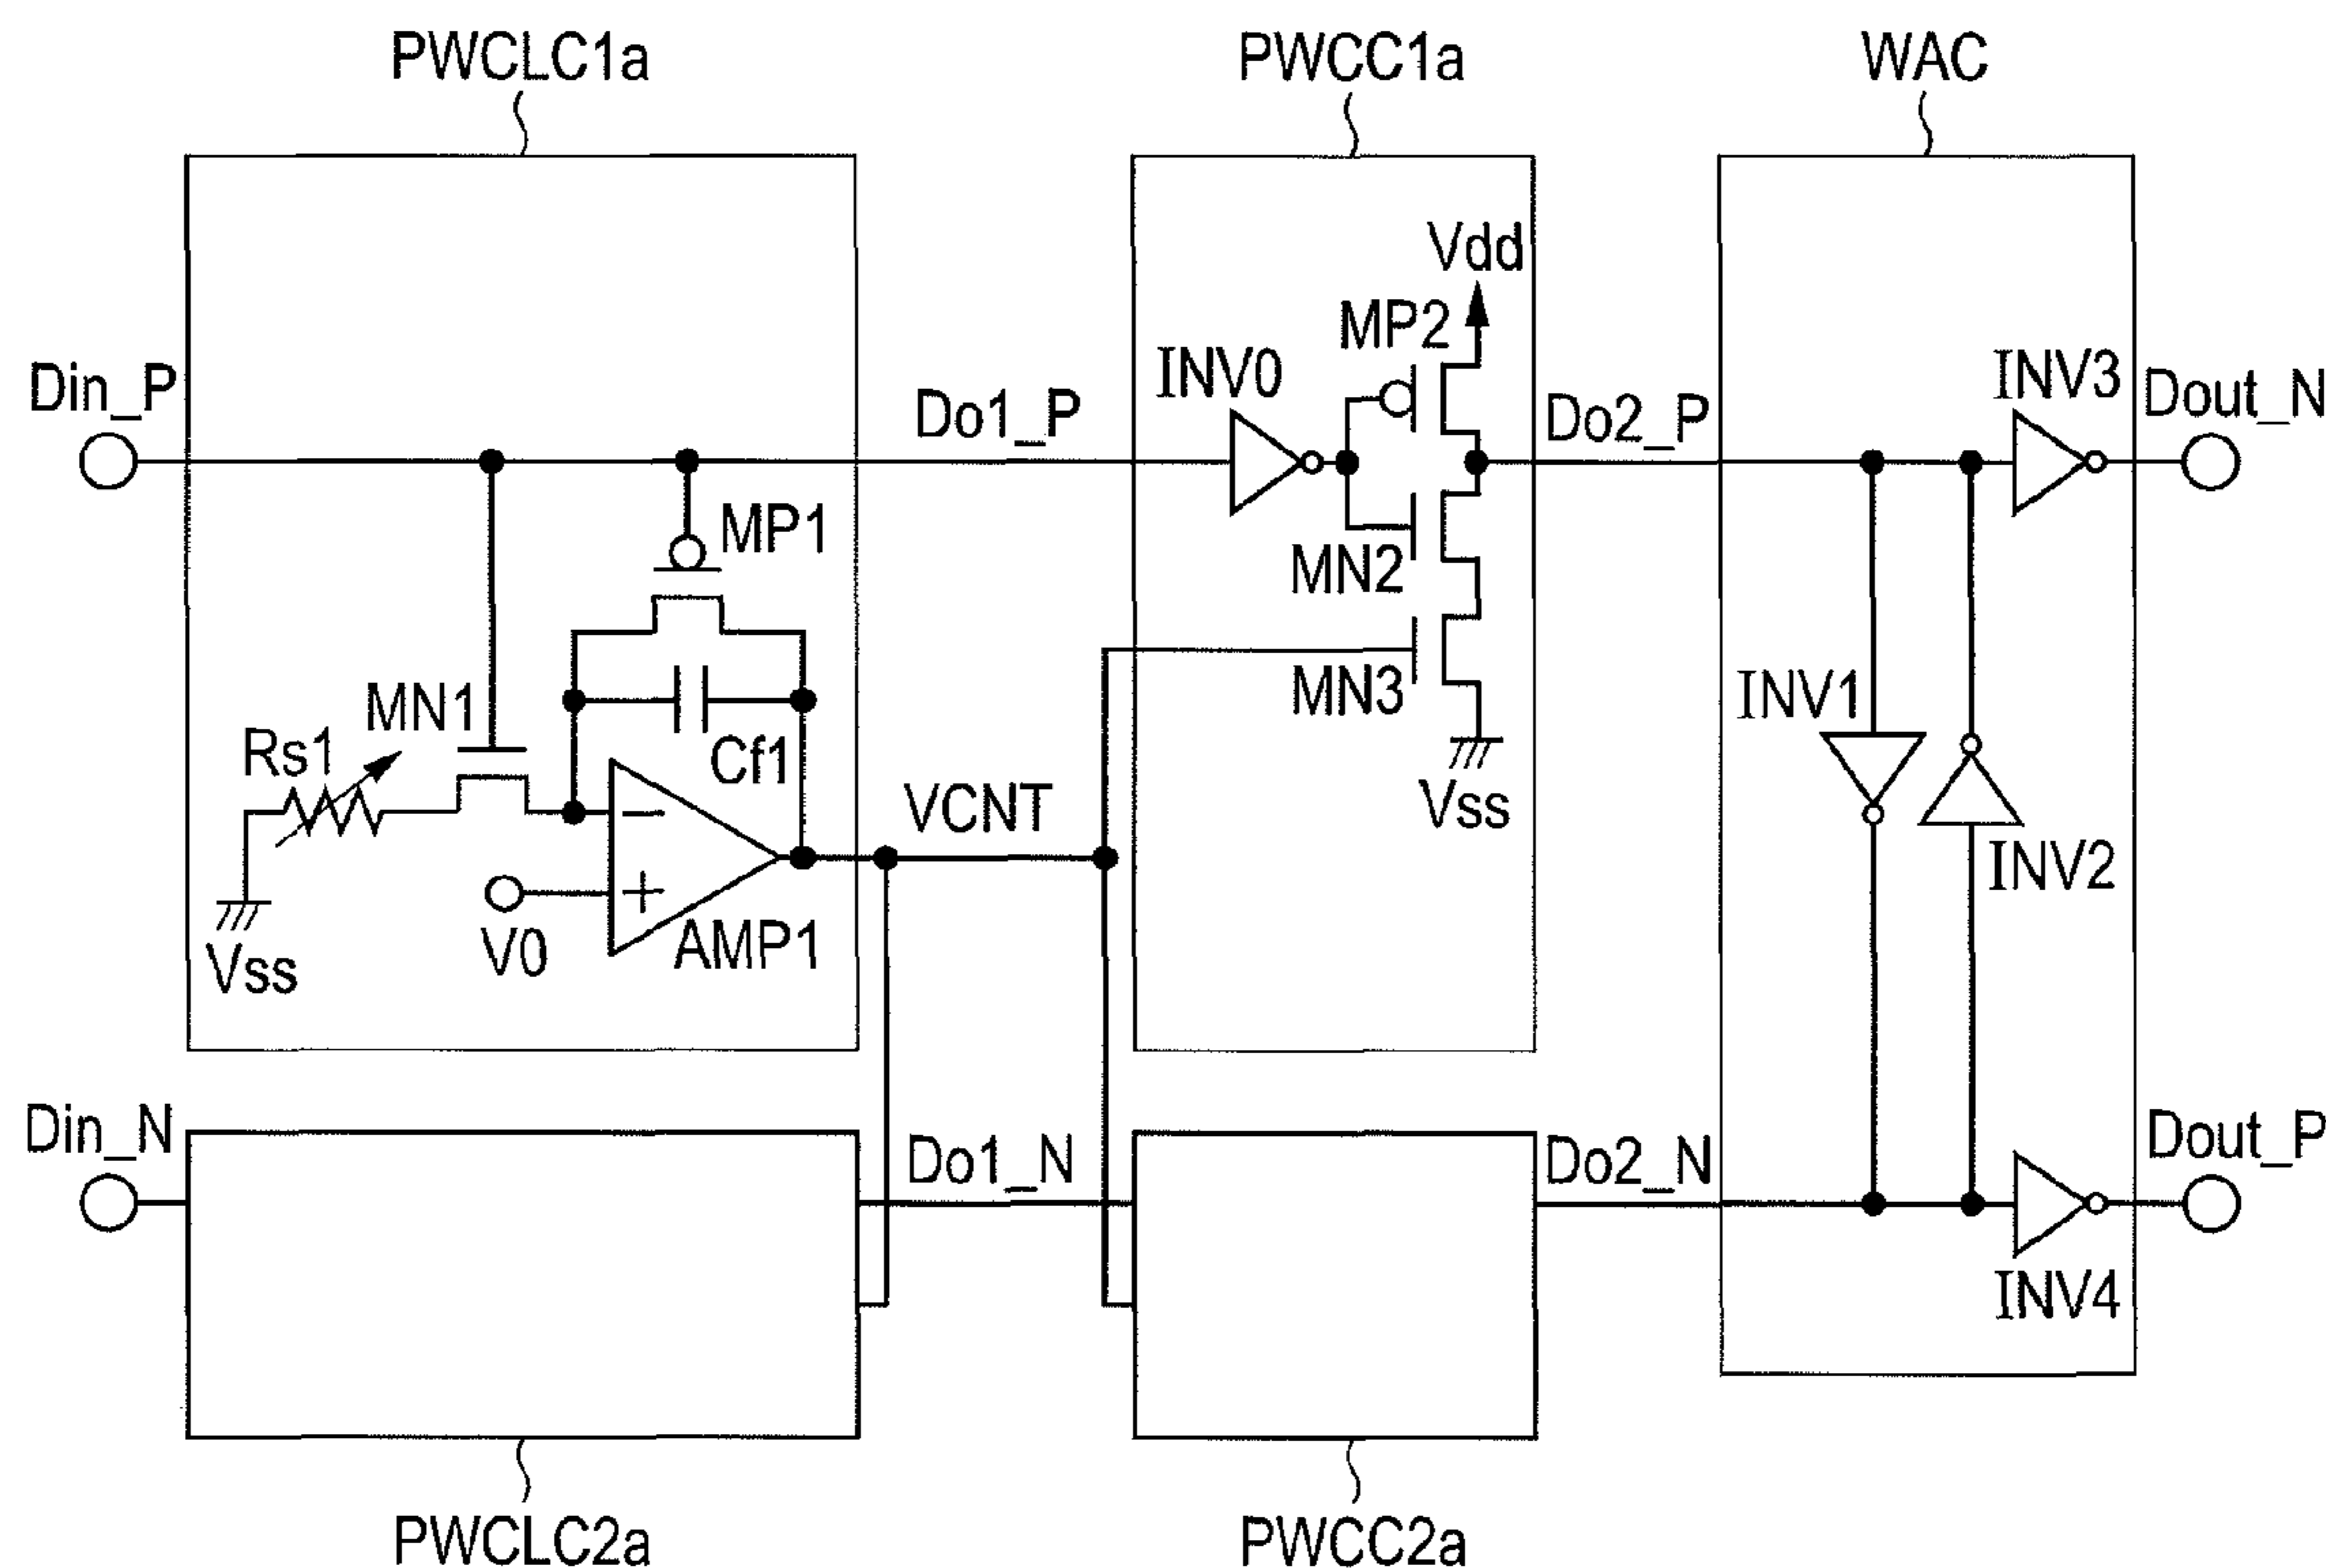 PWCLC1a
PWCC1a
WAC
Vdd
MP2
INV0
INV3
Din_P
Do1_P
Do2_P
Dout_N
MP1
MN2
MN3
MN1
INV1
Rs1
Cf1
VCNT
Vss
INV2
−
+
V0
AMP1
Vss
Din_N
Do1_N
Do2_N
Dout_P
INV4
PWCLC2a
PWCC2a